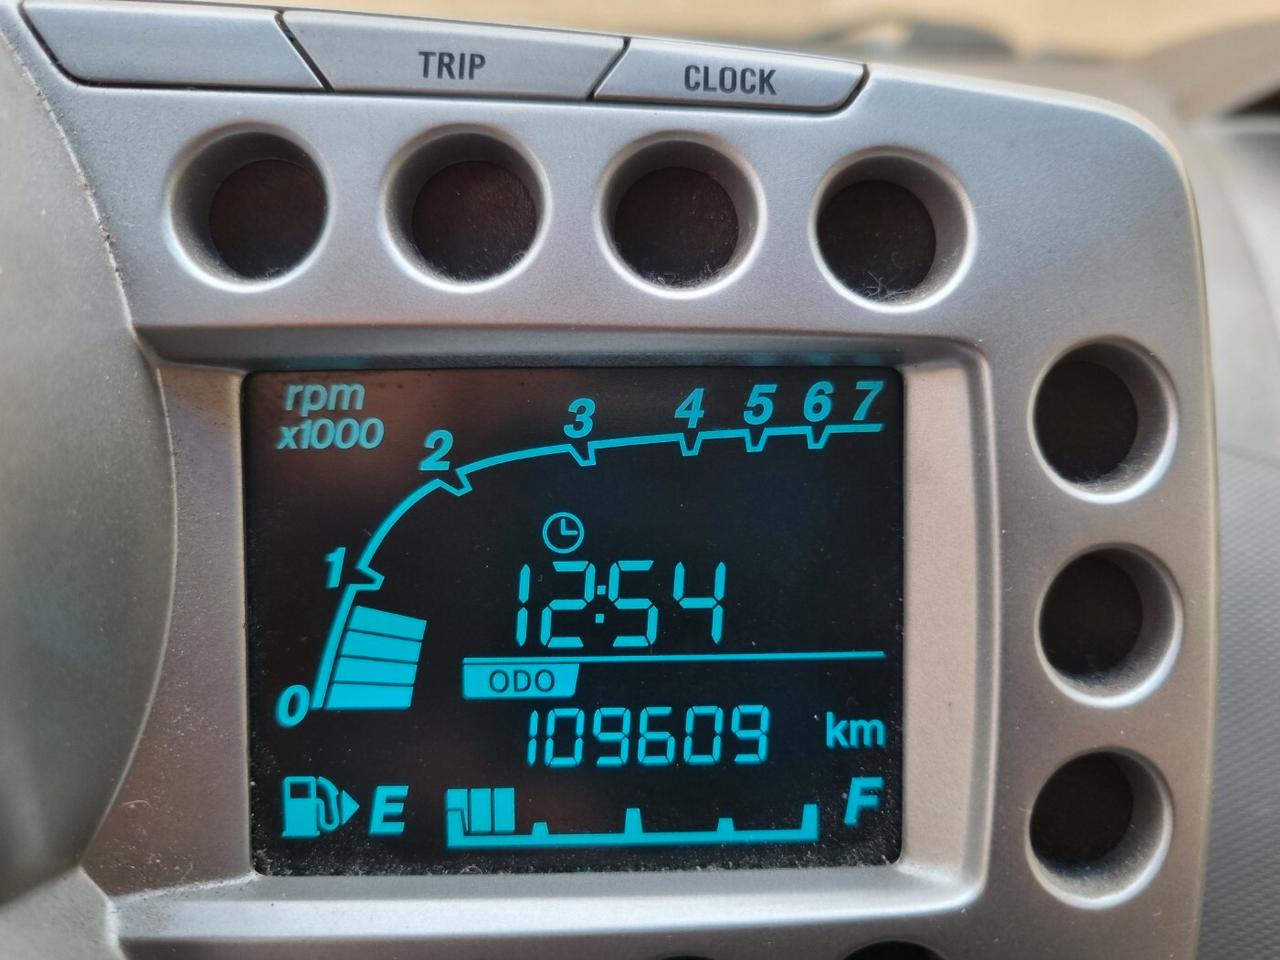 TRIP
CLOCK
rpm
x1000
0 1 2 3 4 5 6 7
12:54
ODO
109609 km
E F